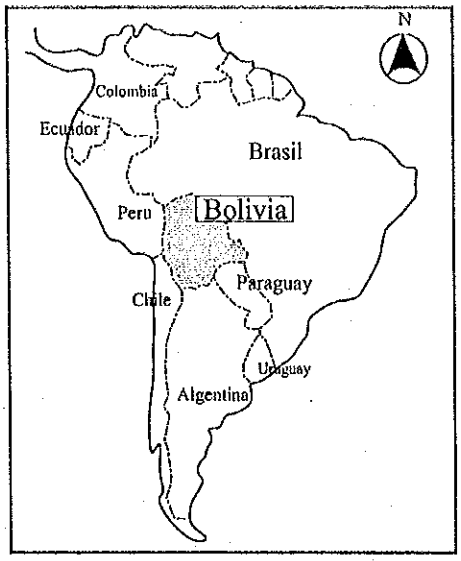 N
Colombia
Ecuador
Brasil
Peru
Bolivia
Paraguay
Chile
Uruguay
Algentina